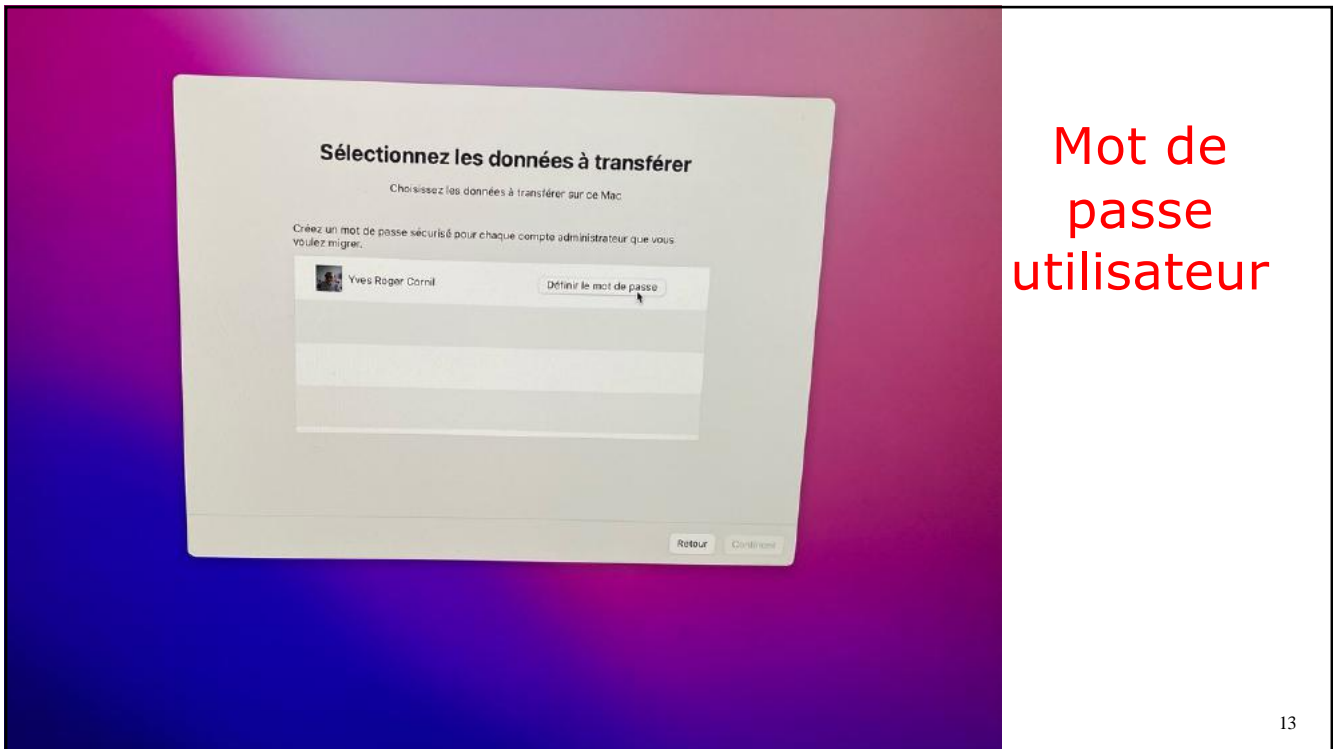 Sélectionnez les données à transférer
Choisissez les données à transférer sur ce Mac
Créez un mot de passe sécurisé pour chaque compte administrateur que vous
voulez migrer.
Yves Roger Cornil
Définir le mot de passe
Retour
Continuer
Mot de
passe
utilisateur
13